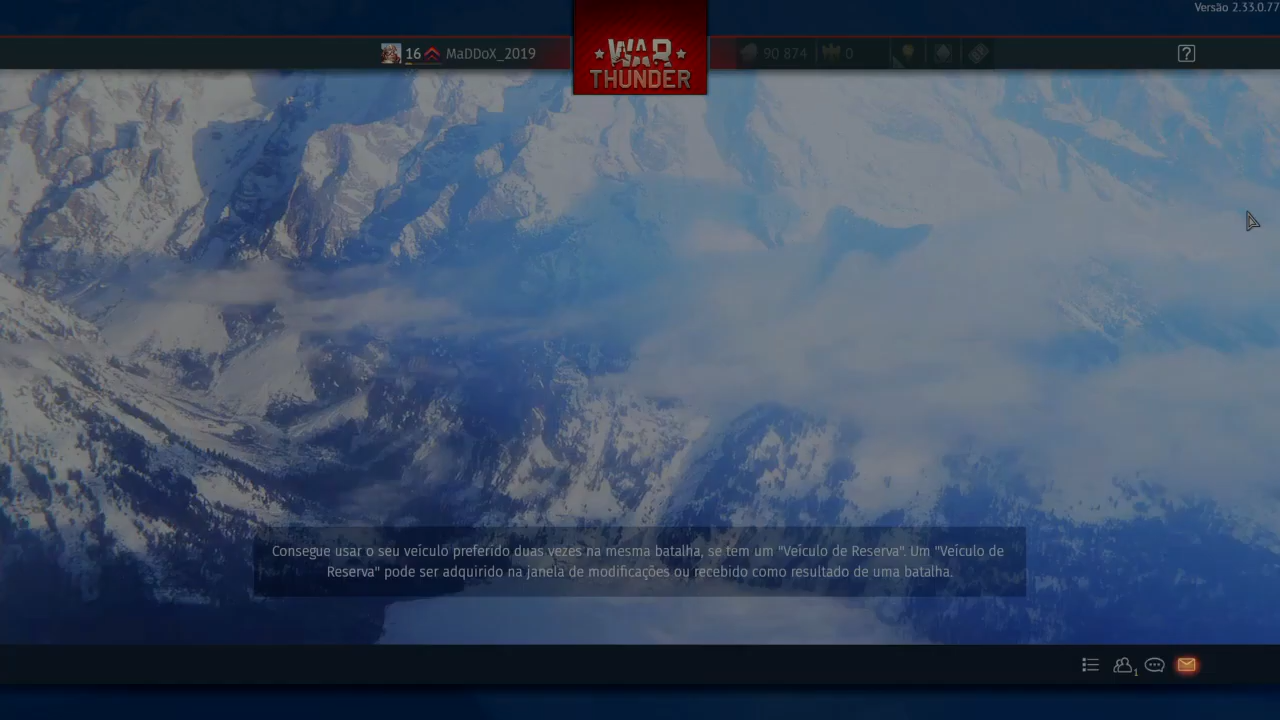 Versão 2.33.0.77
16 MaDDoX_2019
WAR
THUNDER
90 874
0
?
Consegue usar o seu veículo preferido duas vezes na mesma batalha, se tem um "Veículo de Reserva". Um "Veículo de
Reserva" pode ser adquirido na janela de modificações ou recebido como resultado de uma batalha.
1